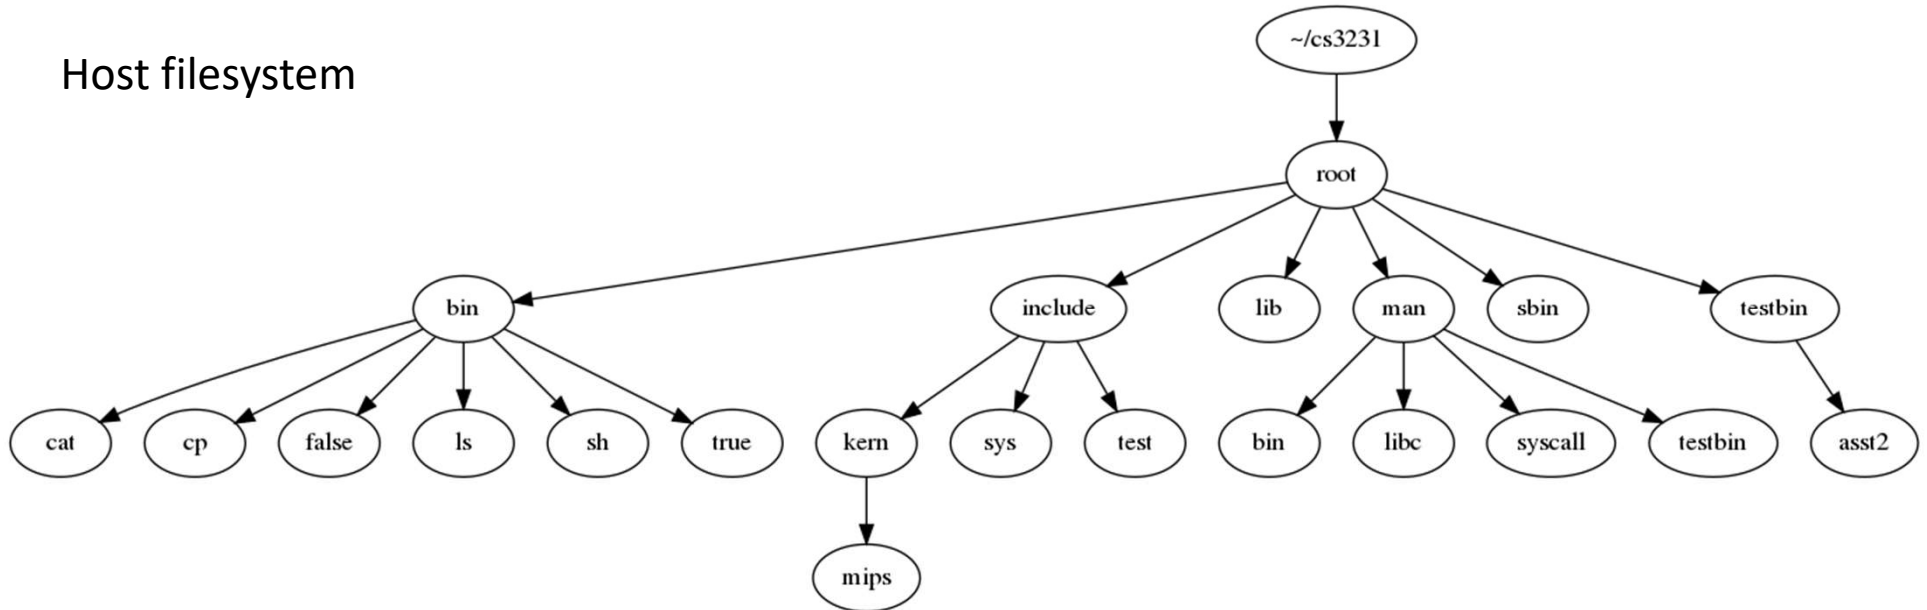 Host filesystem
~/cs3231
root
bin
include
lib
man
sbin
testbin
cat
cp
false
ls
sh
true
kern
sys
test
bin
libc
syscall
testbin
asst2
mips